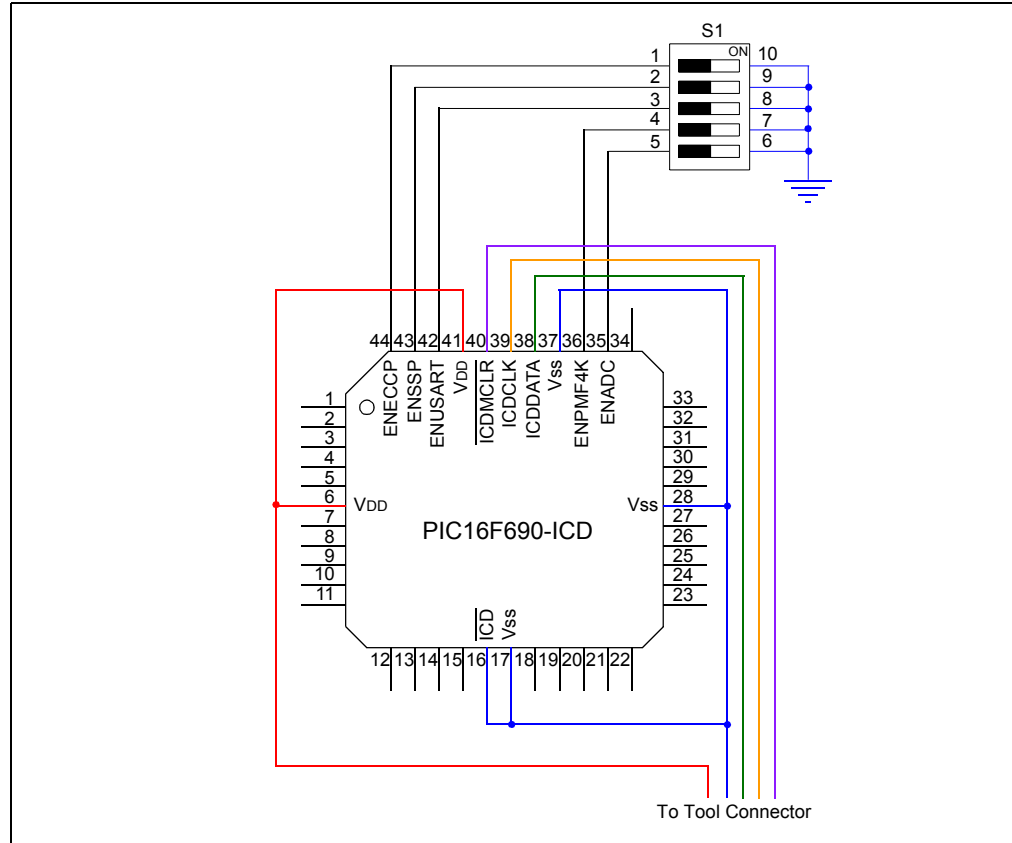 S1
ON
1 10
2 9
3 8
4 7
5 6
44 43 42 41 40 39 38 37 36 35 34
ENECCP
ENSSP
ENUSART
VDD
ICDMCLR
ICDCLK
ICDDATA
Vss
ENPMF4K
ENADC
1 33
2 32
3 31
4 30
5 29
6 VDD Vss 28
7 27
8 26
9 25
10 24
11 23
PIC16F690-ICD
ICD
Vss
12 13 14 15 16 17 18 19 20 21 22
To Tool Connector